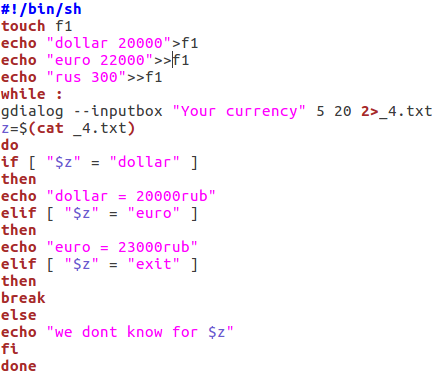 #!/bin/sh
touch f1
echo "dollar 20000">f1
echo "euro 22000">>f1
echo "rus 300">>f1
while :
gdialog --inputbox "Your currency" 5 20 2>_4.txt
z=$(cat _4.txt)
do
if [ "$z" = "dollar" ]
then
echo "dollar = 20000rub"
elif [ "$z" = "euro" ]
then
echo "euro = 23000rub"
elif [ "$z" = "exit" ]
then
break
else
echo "we dont know for $z"
fi
done